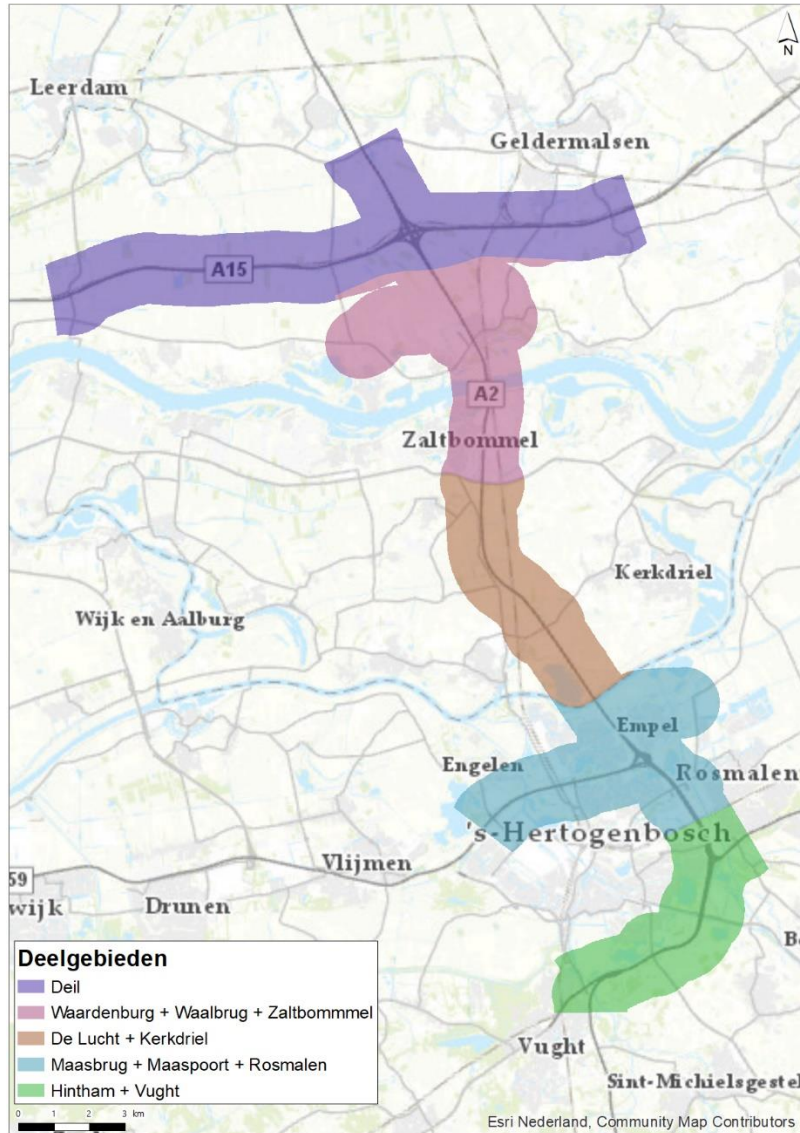 N
Leerdam
Geldermalsen
A15
A2
Zaltbommel
Kerkdriel
Wijk en Aalburg
Empel
Engelen
Rosmalen
's-Hertogenbosch
Vlijmen
59
wijk
Drunen
Be
Deelgebieden
Deil
Waardenburg + Waalbrug + Zaltbommmel
De Lucht + Kerkdriel
Maasbrug + Maaspoort + Rosmalen
Hintham + Vught
Vught
Sint-Michielsgestel
0 1 2 3 km
Esri Nederland, Community Map Contributors